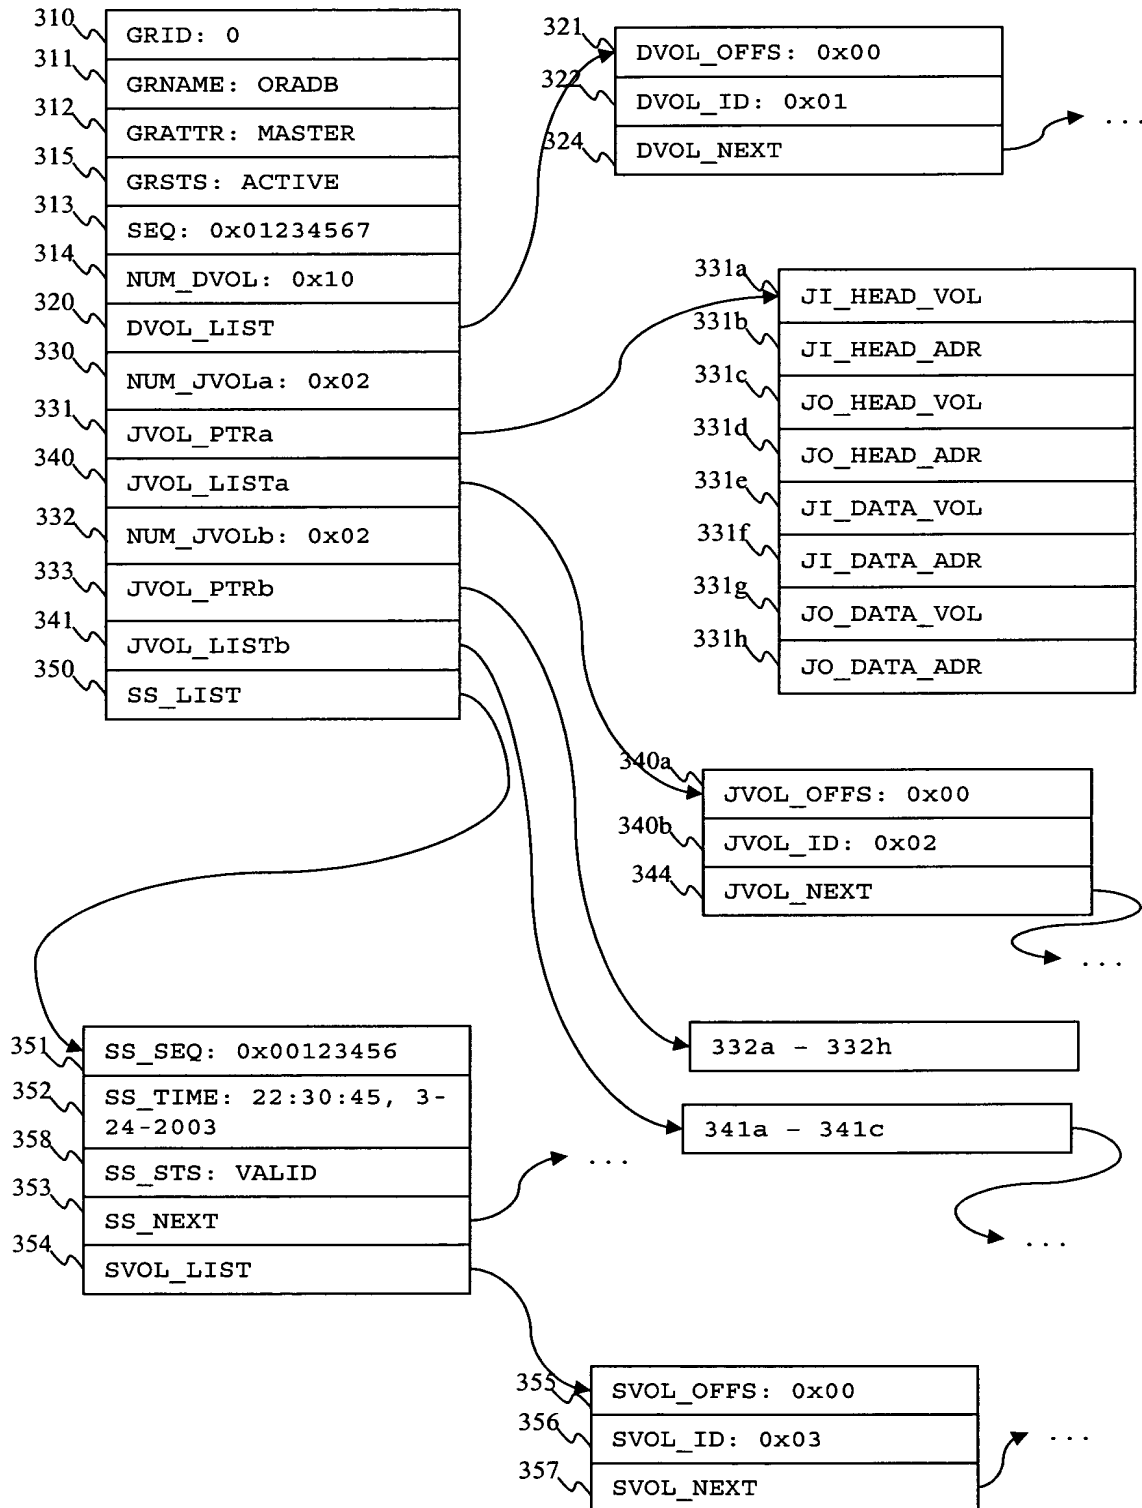 310 GRID: 0
311 GRNAME: ORADB
312 GRATTR: MASTER
315 GRSTS: ACTIVE
313 SEQ: 0x01234567
314 NUM_DVOL: 0x10
320 DVOL_LIST
330 NUM_JVOLa: 0x02
331 JVOL_PTRa
340 JVOL_LISTa
332 NUM_JVOLb: 0x02
333 JVOL_PTRb
341 JVOL_LISTb
350 SS_LIST
321 DVOL_OFFS: 0x00
322 DVOL_ID: 0x01
324 DVOL_NEXT
...
331a JI_HEAD_VOL
331b JI_HEAD_ADR
331c JO_HEAD_VOL
331d JO_HEAD_ADR
331e JI_DATA_VOL
331f JI_DATA_ADR
331g JO_DATA_VOL
331h JO_DATA_ADR
340a JVOL_OFFS: 0x00
340b JVOL_ID: 0x02
344 JVOL_NEXT
...
332a – 332h
341a – 341c
...
351 SS_SEQ: 0x00123456
352 SS_TIME: 22:30:45, 3-
24-2003
358 SS_STS: VALID
353 SS_NEXT
...
354 SVOL_LIST
355 SVOL_OFFS: 0x00
356 SVOL_ID: 0x03
357 SVOL_NEXT
...